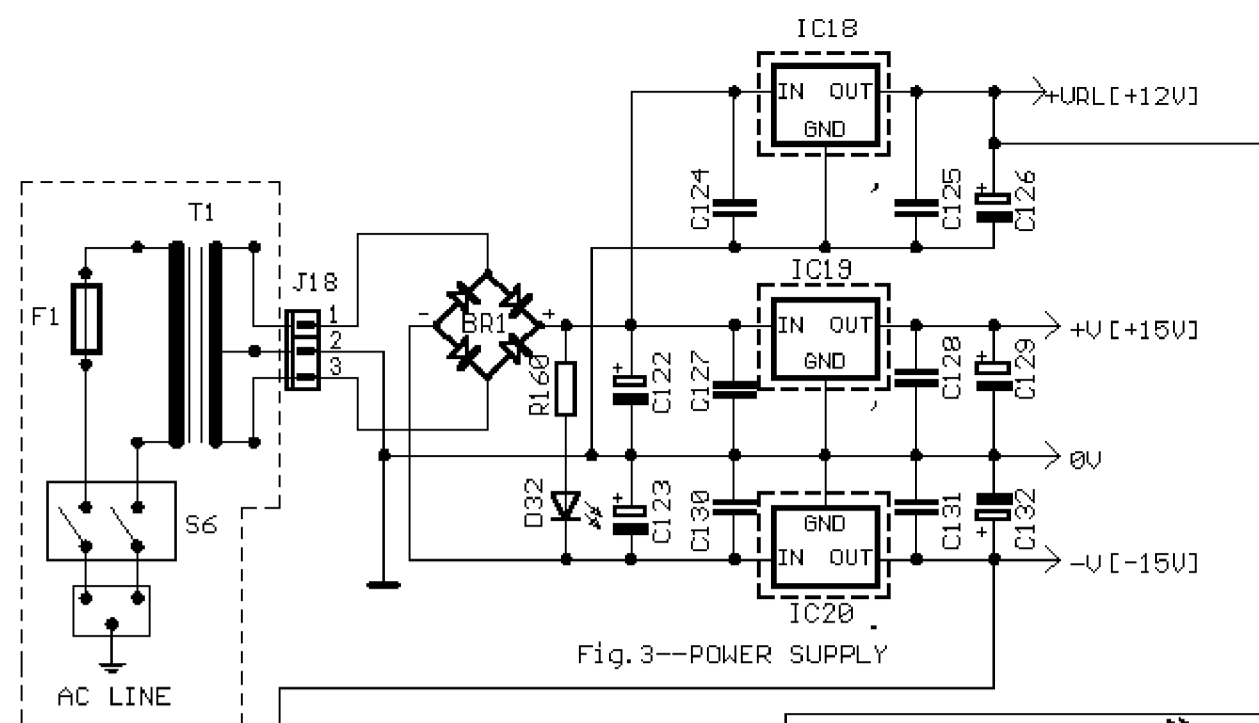 IC18
IN OUT
GND
+VRL[+12V]
C124
C125
+
C126
T1
F1
J18
1
2
3
- BR1 +
IC19
IN OUT
GND
+V[+15V]
R160
+
C122
C127
C128
+
C129
0V
S6
D32
+
C123
C130
GND
IN OUT
IC20
C131
+
C132
-V[-15V]
Fig.3--POWER SUPPLY
AC LINE